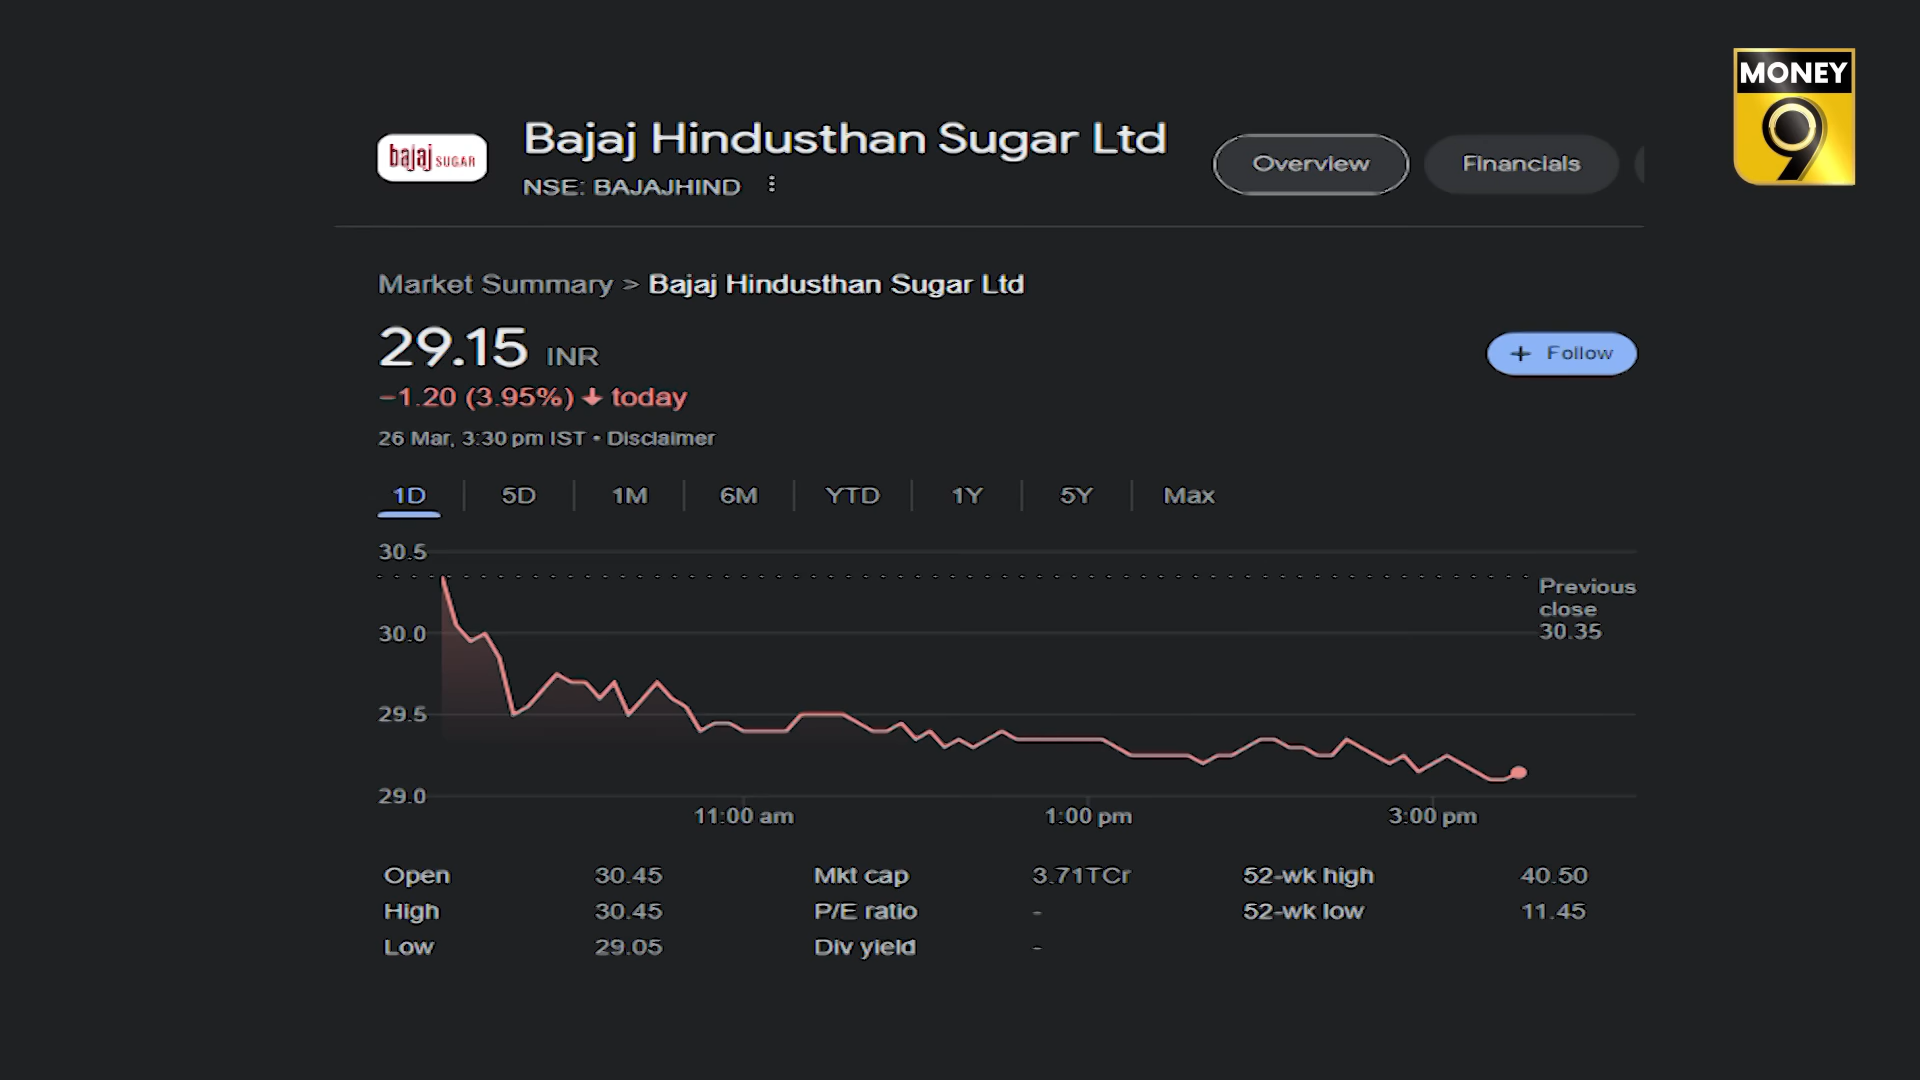 MONEY
9
bajaj SUGAR
Bajaj Hindusthan Sugar Ltd
NSE: BAJAJHIND
Overview
Financials
Market Summary > Bajaj Hindusthan Sugar Ltd
29.15 INR
+ Follow
−1.20 (3.95%) ↓ today
26 Mar, 3:30 pm IST • Disclaimer
1D 5D 1M 6M YTD 1Y 5Y Max
30.5
Previous
close
30.35
30.0
29.5
29.0
11:00 am 1:00 pm 3:00 pm
Open 30.45 Mkt cap 3.71TCr 52-wk high 40.50
High 30.45 P/E ratio - 52-wk low 11.45
Low 29.05 Div yield -